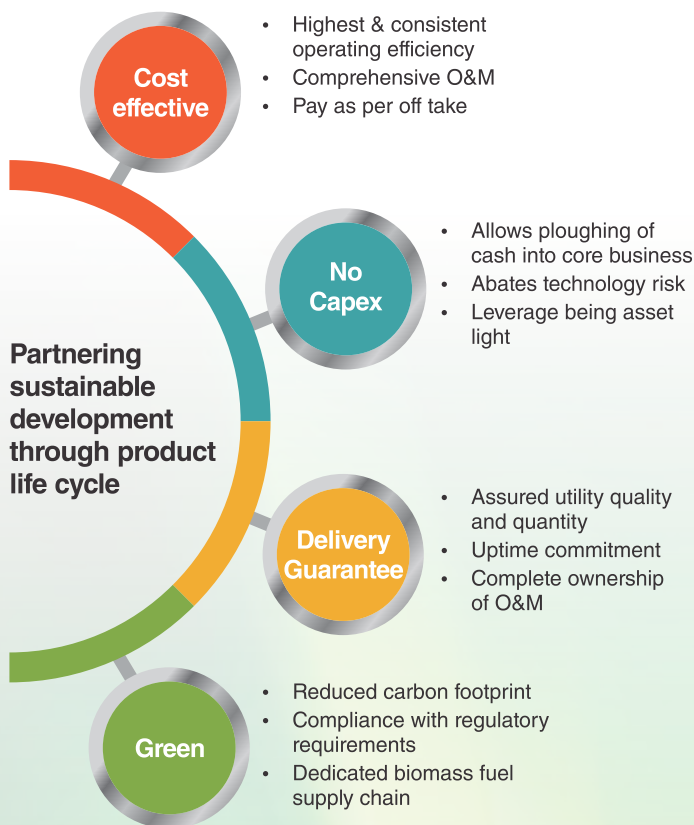 Cost
effective
• Highest & consistent
operating efficiency
• Comprehensive O&M
• Pay as per off take
No
Capex
• Allows ploughing of
cash into core business
• Abates technology risk
• Leverage being asset
light
Partnering
sustainable
development
through product
life cycle
Delivery
Guarantee
• Assured utility quality
and quantity
• Uptime commitment
• Complete ownership
of O&M
Green
• Reduced carbon footprint
• Compliance with regulatory
requirements
• Dedicated biomass fuel
supply chain